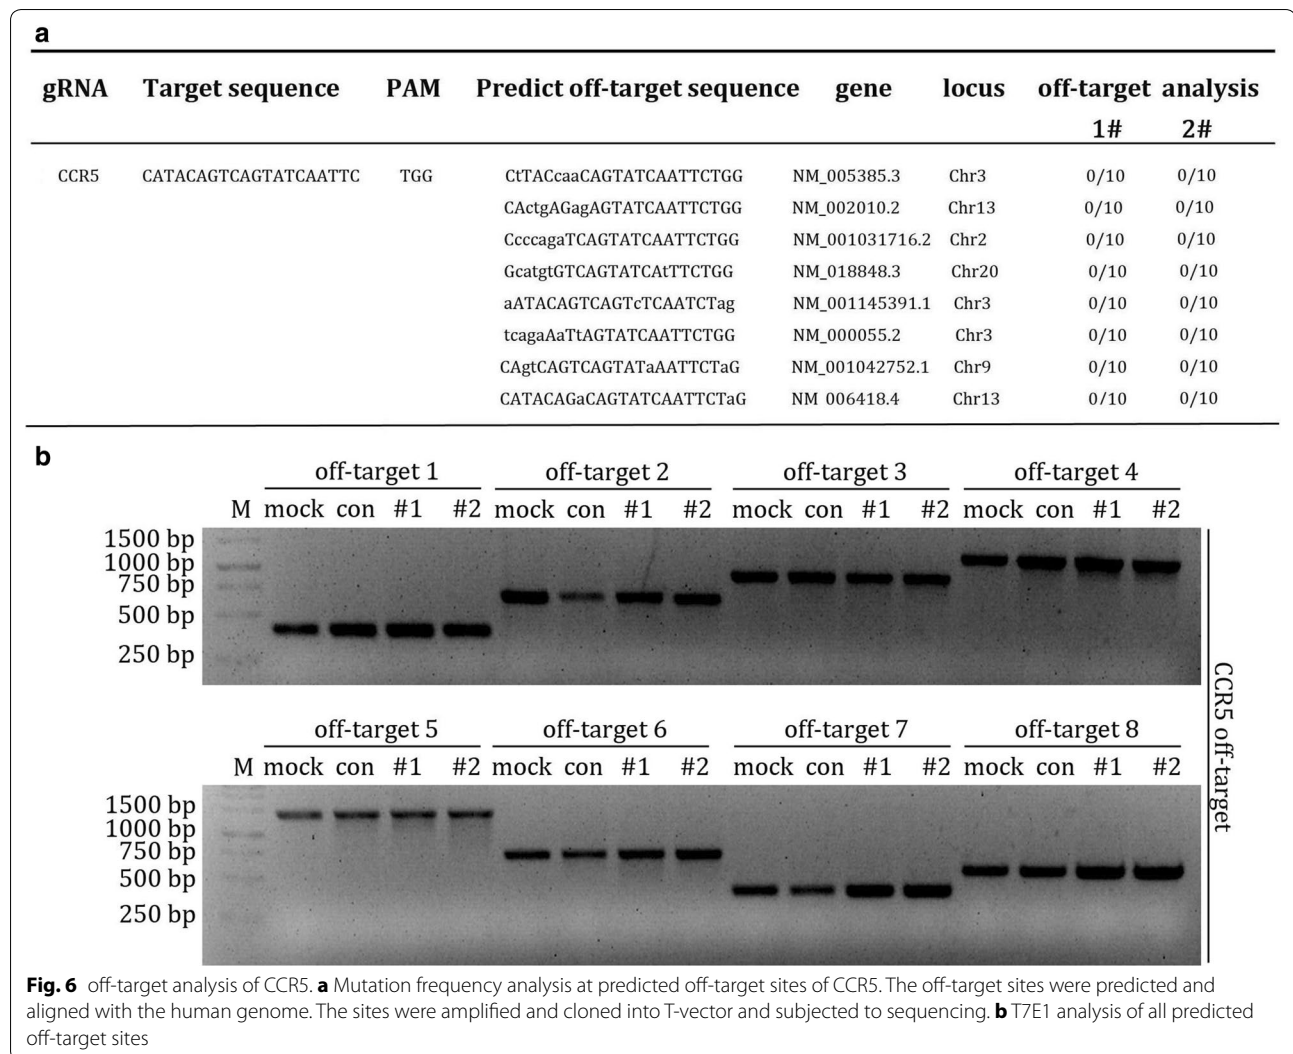 a
gRNA Target sequence PAM Predict off-target sequence gene locus off-target analysis
1# 2#
CCR5 CATACAGTCAGTATCAATTC TGG CtTACcaaCAGTATCAATTCTGG NM_005385.3 Chr3 0/10 0/10
CActgAGagAGTATCAATTCTGG NM_002010.2 Chr13 0/10 0/10
CcccagaTCAGTATCAATTCTGG NM_001031716.2 Chr2 0/10 0/10
GcatgtGTCAGTATCAtTTCTGG NM_018848.3 Chr20 0/10 0/10
aATACAGTCAGTcTCAATCTag NM_001145391.1 Chr3 0/10 0/10
tcagaAaTtAGTATCAATTCTGG NM_000055.2 Chr3 0/10 0/10
CAgtCAGTCAGTATaAATTCTaG NM_001042752.1 Chr9 0/10 0/10
CATACAGaCAGTATCAATTCTaG NM 006418.4 Chr13 0/10 0/10
b
off-target 1 off-target 2 off-target 3 off-target 4
M mock con #1 #2 mock con #1 #2 mock con #1 #2 mock con #1 #2
1500 bp
1000 bp
750 bp
500 bp
250 bp
off-target 5 off-target 6 off-target 7 off-target 8
M mock con #1 #2 mock con #1 #2 mock con #1 #2 mock con #1 #2
1500 bp
1000 bp
750 bp
500 bp
250 bp
CCR5 off-target
Fig. 6 off-target analysis of CCR5. a Mutation frequency analysis at predicted off-target sites of CCR5. The off-target sites were predicted and
aligned with the human genome. The sites were amplified and cloned into T-vector and subjected to sequencing. b T7E1 analysis of all predicted
off-target sites